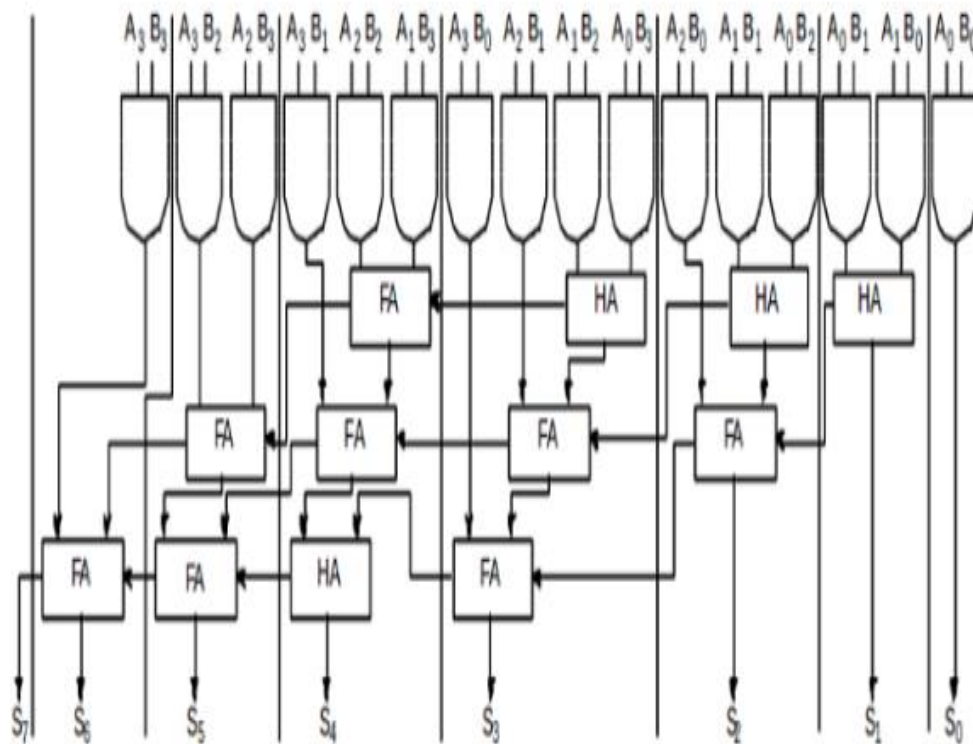 A₃ B₃ A₃ B₂ A₂ B₃ A₃ B₁ A₂ B₂ A₁ B₃ A₃ B₀ A₂ B₁ A₁ B₂ A₀ B₃ A₂ B₀ A₁ B₁ A₀ B₂ A₀ B₁ A₁ B₀ A₀ B₀
FA HA HA HA
FA FA FA FA
FA FA HA FA
S₇ S₆ S₅ S₄ S₃ S₂ S₁ S₀